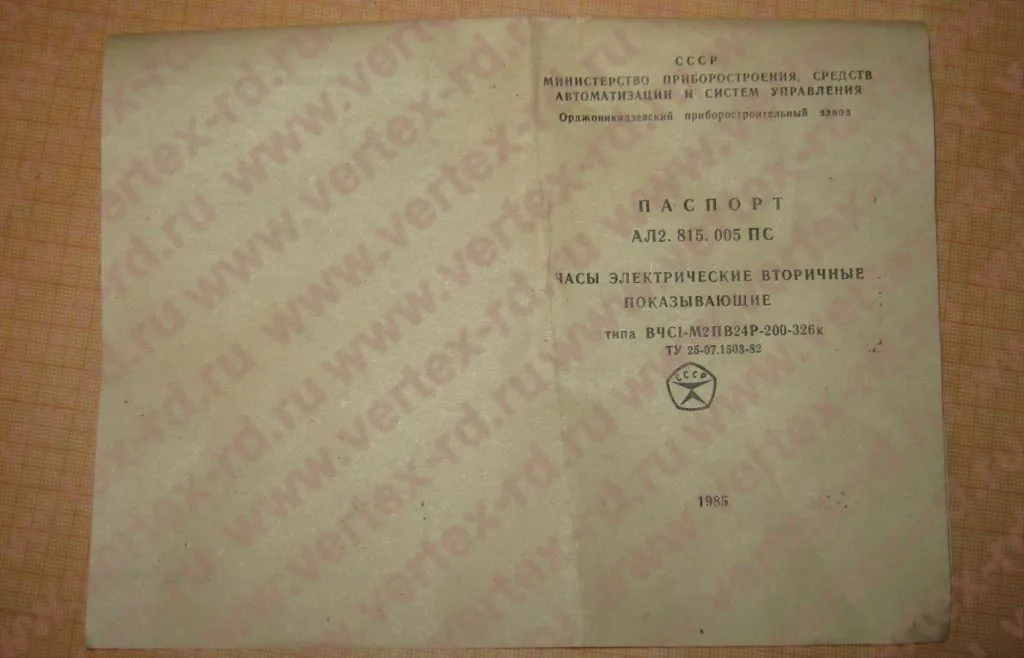 СССР
МИНИСТЕРСТВО ПРИБОРОСТРОЕНИЯ, СРЕДСТВ
АВТОМАТИЗАЦИИ И СИСТЕМ УПРАВЛЕНИЯ
Орджоникидзевский приборостроительный завод
ПАСПОРТ
АЛ2. 815. 005 ПС
ЧАСЫ ЭЛЕКТРИЧЕСКИЕ ВТОРИЧНЫЕ
ПОКАЗЫВАЮЩИЕ
типа ВЧС1-М2ПВ24Р-200-326к
ТУ 25-07.1503-82
СССР
1985
www.vertex-rd.ru